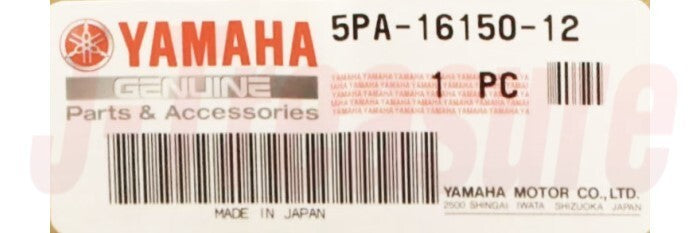 YAMAHA
GENUINE
Parts & Accessories
5PA-16150-12
1 PC
MADE IN JAPAN
YAMAHA MOTOR CO.,LTD.
2500 SHINGAI IWATA SHIZUOKA JAPAN